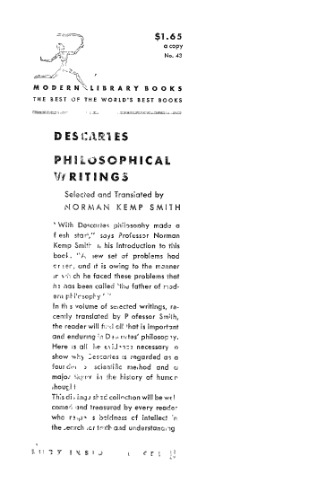 $1.65
a copy
No. 43
MODERN LIBRARY BOOKS
THE BEST OF THE WORLD'S BEST BOOKS
DESCARTES
PHILOSOPHICAL
WRITINGS
Selected and Translated by
NORMAN KEMP SMITH
"With Descartes philosophy made a
fresh start," says Professor Norman
Kemp Smith in his introduction to this
book. "A new set of problems had
arisen, and it is owing to the manner
in which he faced these problems that
he has been called 'the father of mod-
ern philosophy.'"
In this volume of selected writings, re-
cently translated by Professor Smith,
the reader will find all that is important
and enduring in Descartes' philosophy.
Here is all the evidence necessary to
show why Descartes is regarded as a
founder of scientific method and a
major figure in the history of human
thought.
This distinguished collection will be wel-
comed and treasured by every reader
who enjoys a boldness of intellect in
the search for truth and understanding